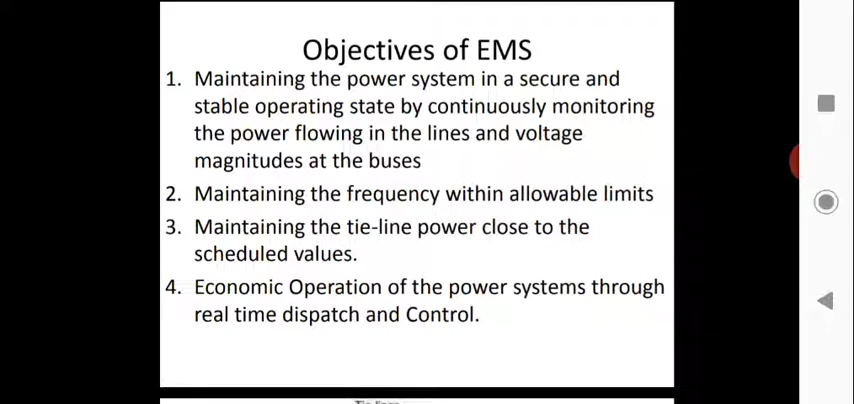 Objectives of EMS
1. Maintaining the power system in a secure and
stable operating state by continuously monitoring
the power flowing in the lines and voltage
magnitudes at the buses
2. Maintaining the frequency within allowable limits
3. Maintaining the tie-line power close to the
scheduled values.
4. Economic Operation of the power systems through
real time dispatch and Control.